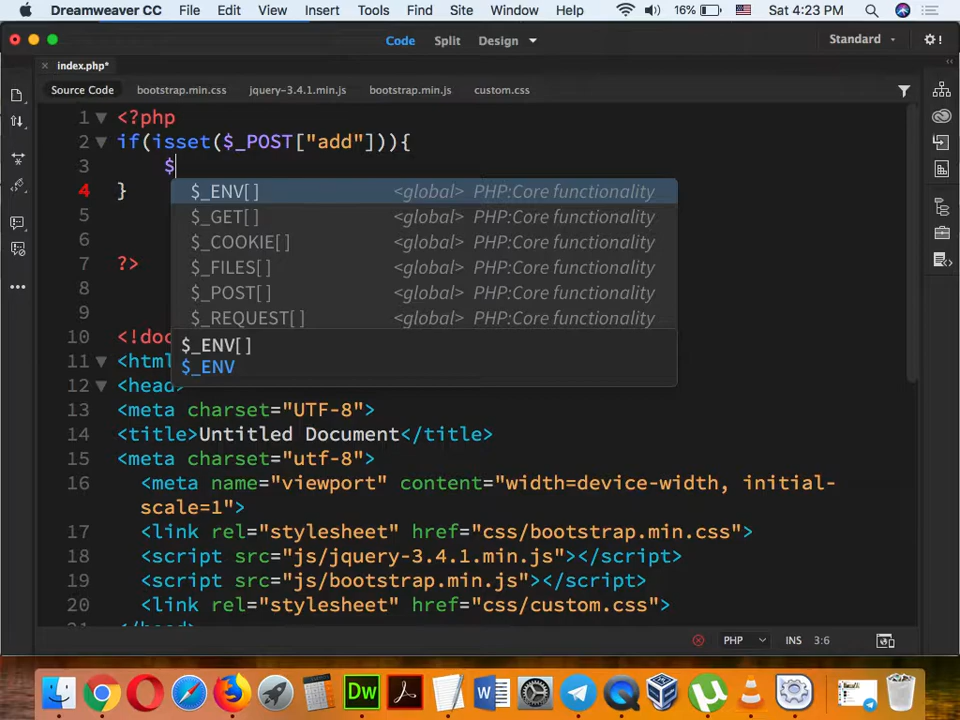 Dreamweaver CC File Edit View Insert Tools Find Site Window Help 16% Sat 4:23 PM
Code Split Design Standard
index.php*
Source Code bootstrap.min.css jquery-3.4.1.min.js bootstrap.min.js custom.css
1 <?php
2 if(isset($_POST["add"])){
3 $
4 }
5
6
7 ?>
8
9
10 <!doc
11 <html
12 <head>
13 <meta charset="UTF-8">
14 <title>Untitled Document</title>
15 <meta charset="utf-8">
16 <meta name="viewport" content="width=device-width, initial-
scale=1">
17 <link rel="stylesheet" href="css/bootstrap.min.css">
18 <script src="js/jquery-3.4.1.min.js"></script>
19 <script src="js/bootstrap.min.js"></script>
20 <link rel="stylesheet" href="css/custom.css">
$_ENV[] <global> PHP:Core functionality
$_GET[] <global> PHP:Core functionality
$_COOKIE[] <global> PHP:Core functionality
$_FILES[] <global> PHP:Core functionality
$_POST[] <global> PHP:Core functionality
$_REQUEST[] <global> PHP:Core functionality
$_ENV[]
$_ENV
PHP INS 3:6
Dw W